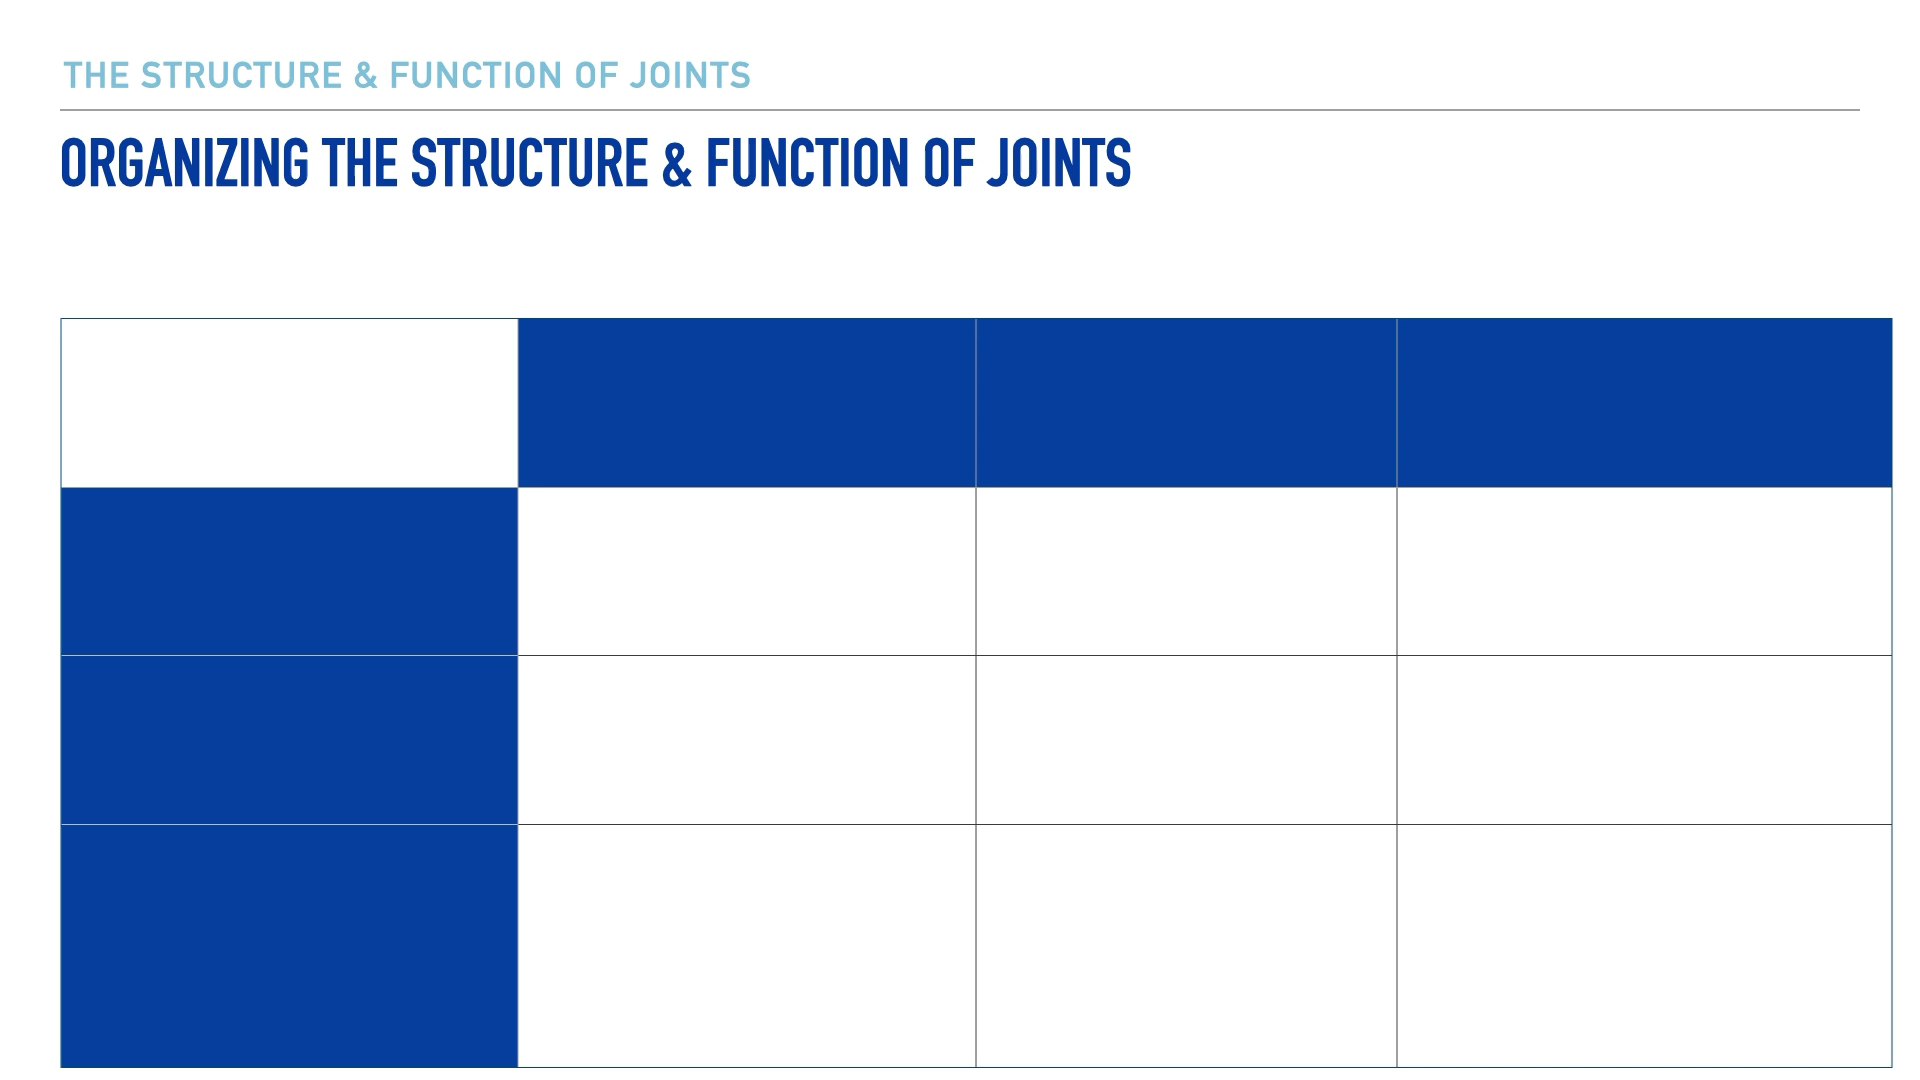 THE STRUCTURE & FUNCTION OF JOINTS
ORGANIZING THE STRUCTURE & FUNCTION OF JOINTS